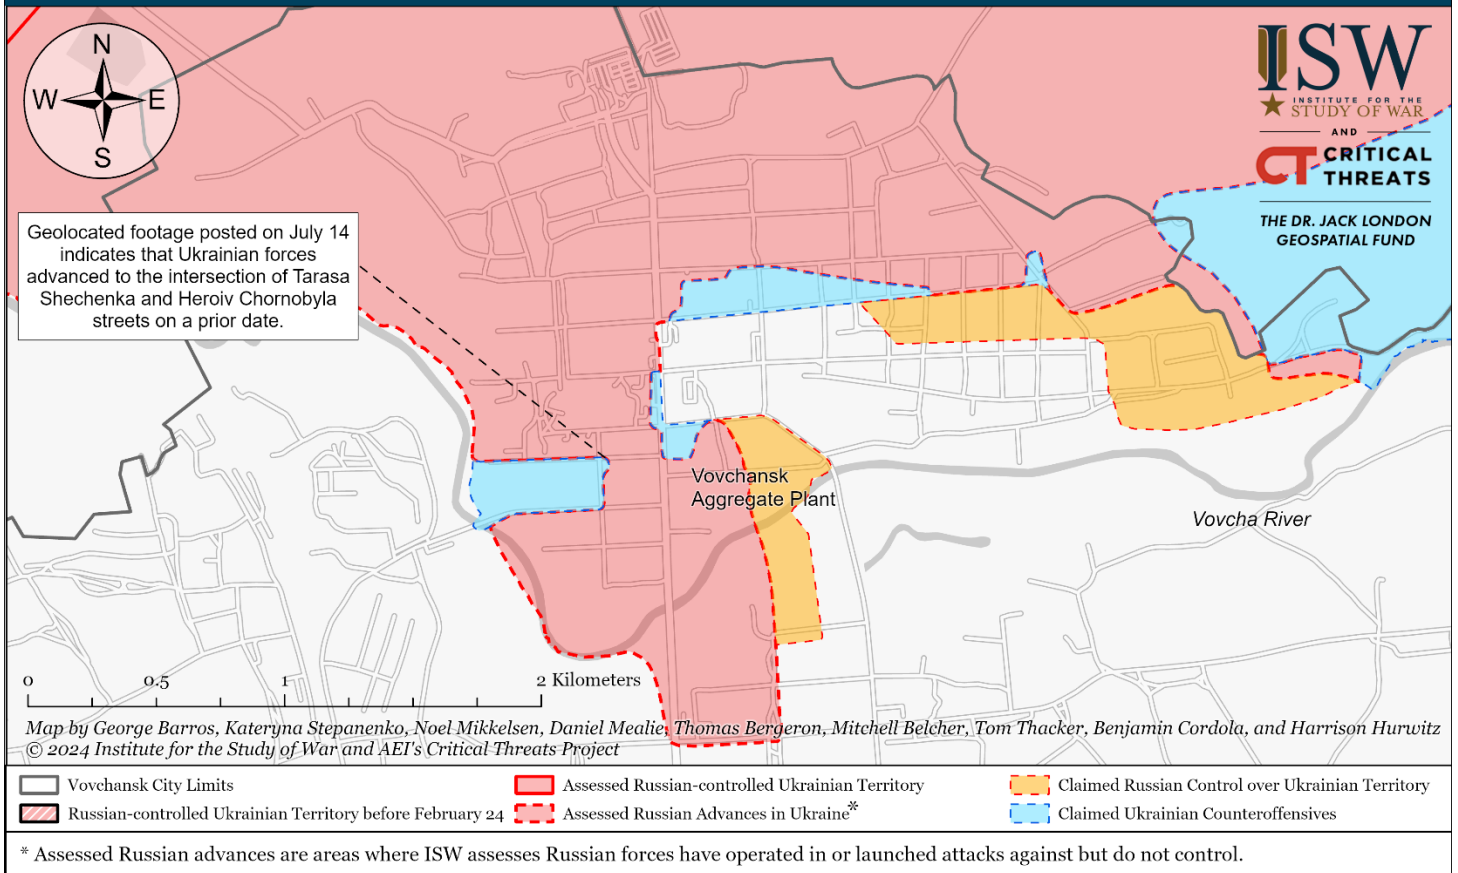 N
W
E
S
ISW
INSTITUTE FOR THE
STUDY OF WAR
AND
CT CRITICAL
THREATS
THE DR. JACK LONDON
GEOSPATIAL FUND
Geolocated footage posted on July 14
indicates that Ukrainian forces
advanced to the intersection of Tarasa
Shechenka and Heroiv Chornobyla
streets on a prior date.
Vovchansk
Aggregate Plant
Vovcha River
0 0.5 1 2 Kilometers
Map by George Barros, Kateryna Stepanenko, Noel Mikkelsen, Daniel Mealie, Thomas Bergeron, Mitchell Belcher, Tom Thacker, Benjamin Cordola, and Harrison Hurwitz
© 2024 Institute for the Study of War and AEI's Critical Threats Project
Vovchansk City Limits
Russian-controlled Ukrainian Territory before February 24
Assessed Russian-controlled Ukrainian Territory
Assessed Russian Advances in Ukraine*
Claimed Russian Control over Ukrainian Territory
Claimed Ukrainian Counteroffensives
* Assessed Russian advances are areas where ISW assesses Russian forces have operated in or launched attacks against but do not control.